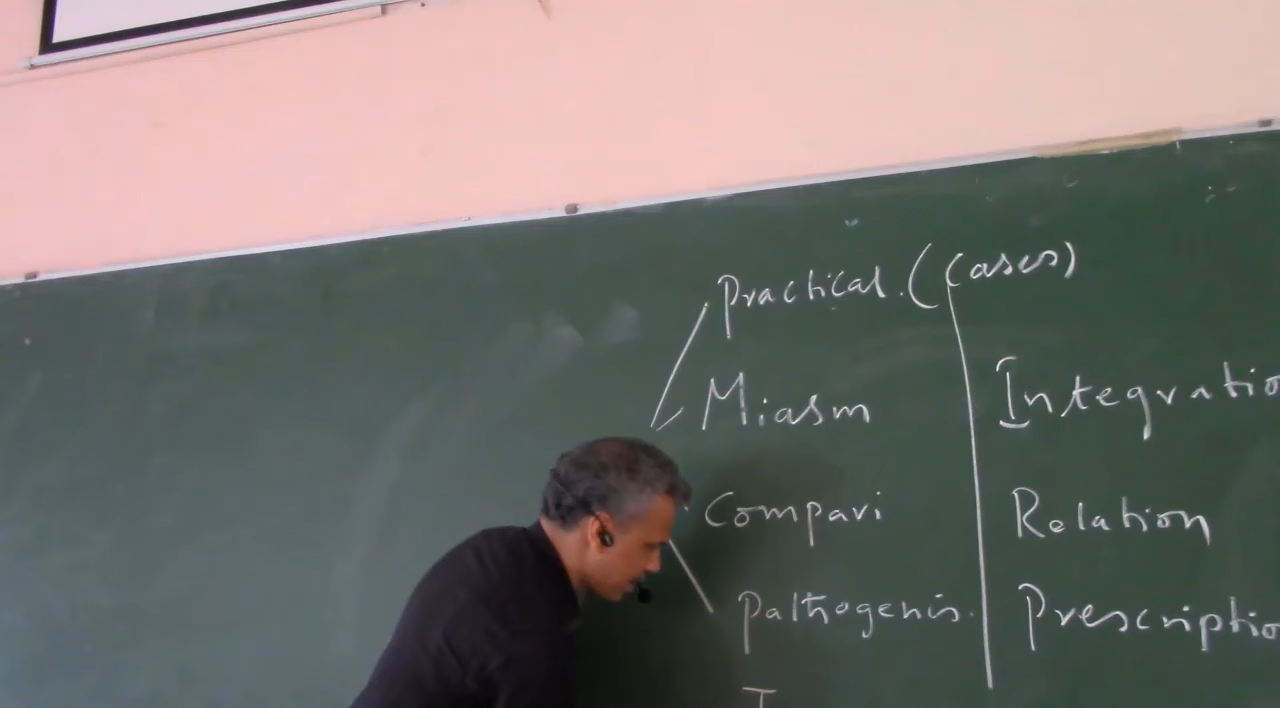 Practical. (Cases)
Miasm
Integratio
Compari
Relation
Pathogenis.
Prescriptio
I